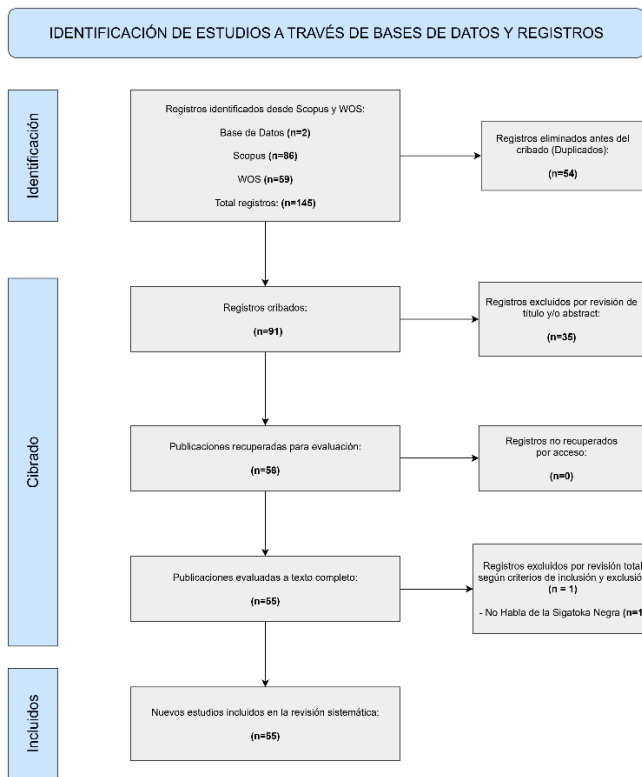 IDENTIFICACIÓN DE ESTUDIOS A TRAVÉS DE BASES DE DATOS Y REGISTROS
Identificación
Registros identificados desde Scopus y WOS:
Base de Datos (n=2)
Scopus (n=86)
WOS (n=59)
Total registros: (n=145)
Registros eliminados antes del
cribado (Duplicados):
(n=54)
Cibrado
Registros cribados:
(n=91)
Registros excluidos por revisión de
título y/o abstract:
(n=35)
Publicaciones recuperadas para evaluación:
(n=56)
Registros no recuperados
por acceso:
(n=0)
Publicaciones evaluadas a texto completo:
(n=55)
Registros excluidos por revisión total
según criterios de inclusión y exclusió
(n = 1)
- No Habla de la Sigatoka Negra (n=1
Incluidos
Nuevos estudios incluidos en la revisión sistemática:
(n=55)